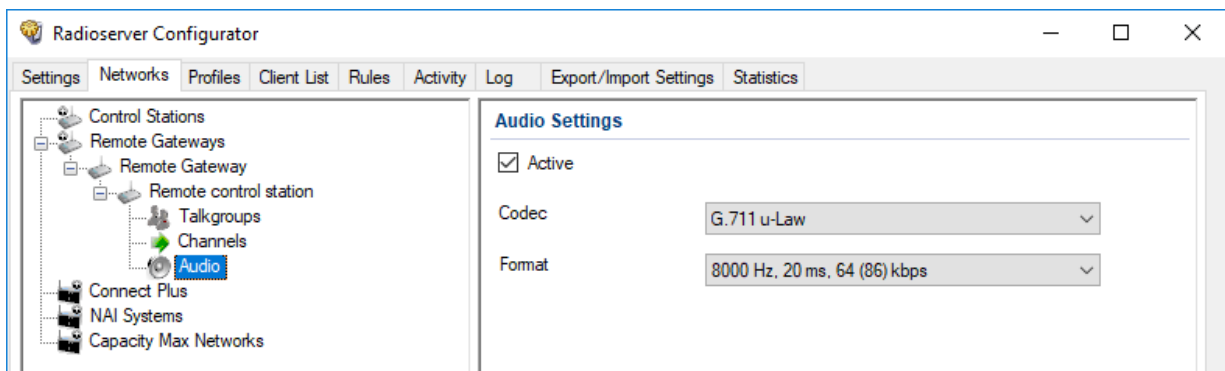 Radioserver Configurator
Settings Networks Profiles Client List Rules Activity Log Export/Import Settings Statistics
Control Stations
Remote Gateways
Remote Gateway
Remote control station
Talkgroups
Channels
Audio
Connect Plus
NAI Systems
Capacity Max Networks
Audio Settings
Active
Codec G.711 u-Law
Format 8000 Hz, 20 ms, 64 (86) kbps